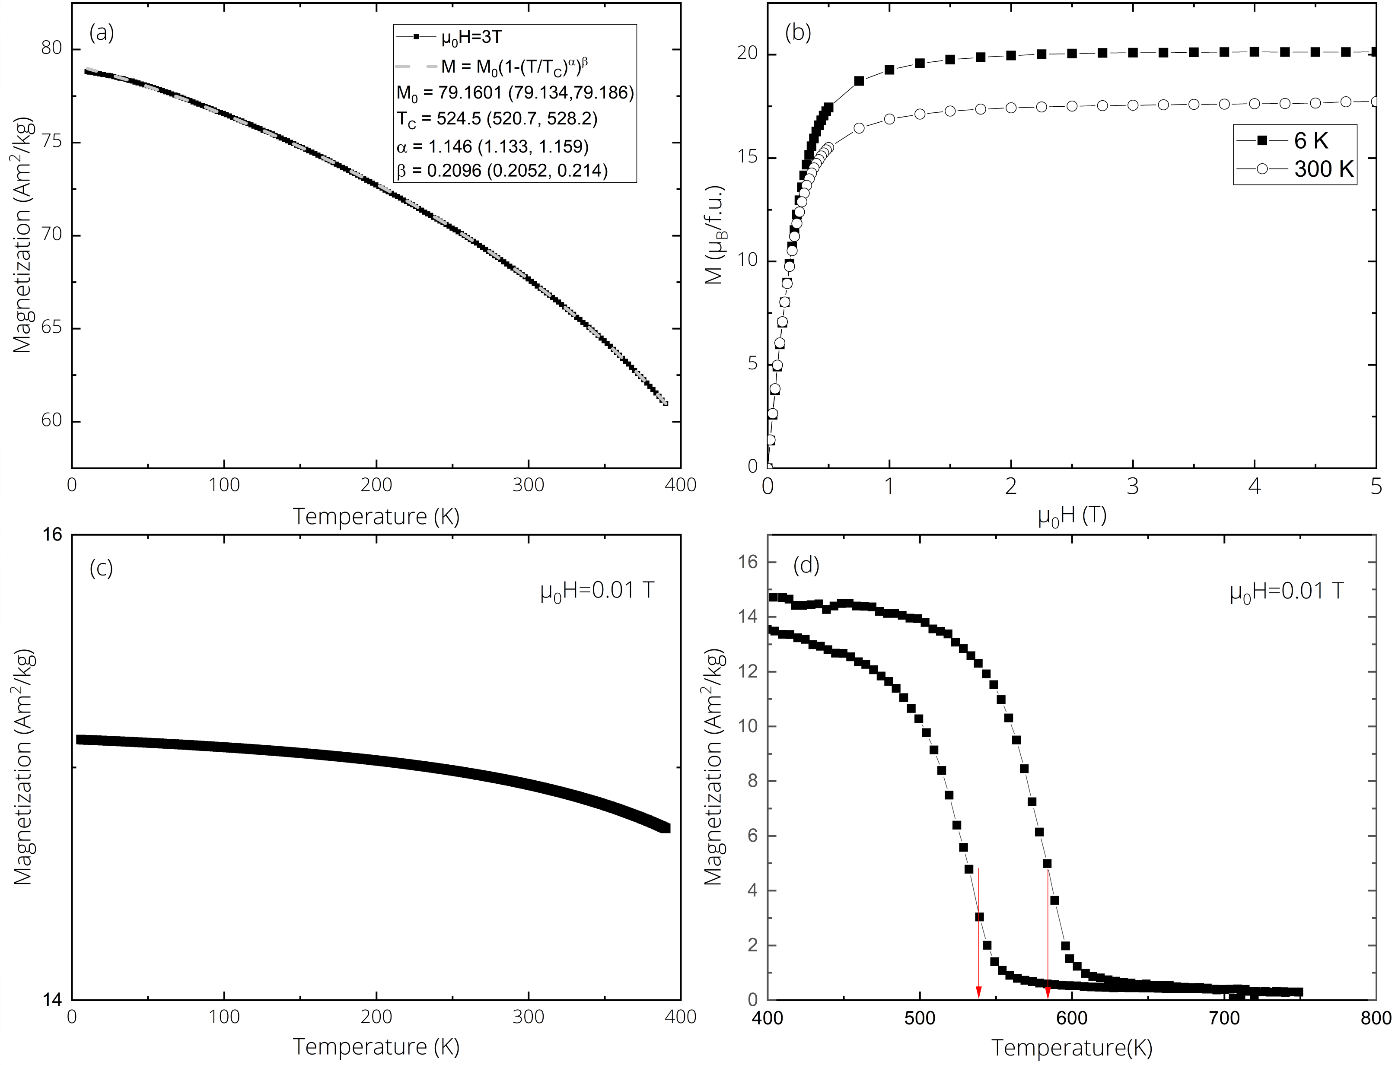 (a)
μ₀H=3T
M = M₀(1-(T/T_C)^α)^β
M₀ = 79.1601 (79.134,79.186)
T_C = 524.5 (520.7, 528.2)
α = 1.146 (1.133, 1.159)
β = 0.2096 (0.2052, 0.214)
80
75
70
65
60
Magnetization (Am²/kg)
0 100 200 300 400
Temperature (K)
(b)
20
15
10
5
0
M (μ_B/f.u.)
6 K
300 K
0 1 2 3 4 5
μ₀H (T)
(c)
μ₀H=0.01 T
16
14
Magnetization (Am²/kg)
0 100 200 300 400
Temperature (K)
(d)
μ₀H=0.01 T
16
14
12
10
8
6
4
2
0
Magnetization (Am²/kg)
400 500 600 700 800
Temperature(K)